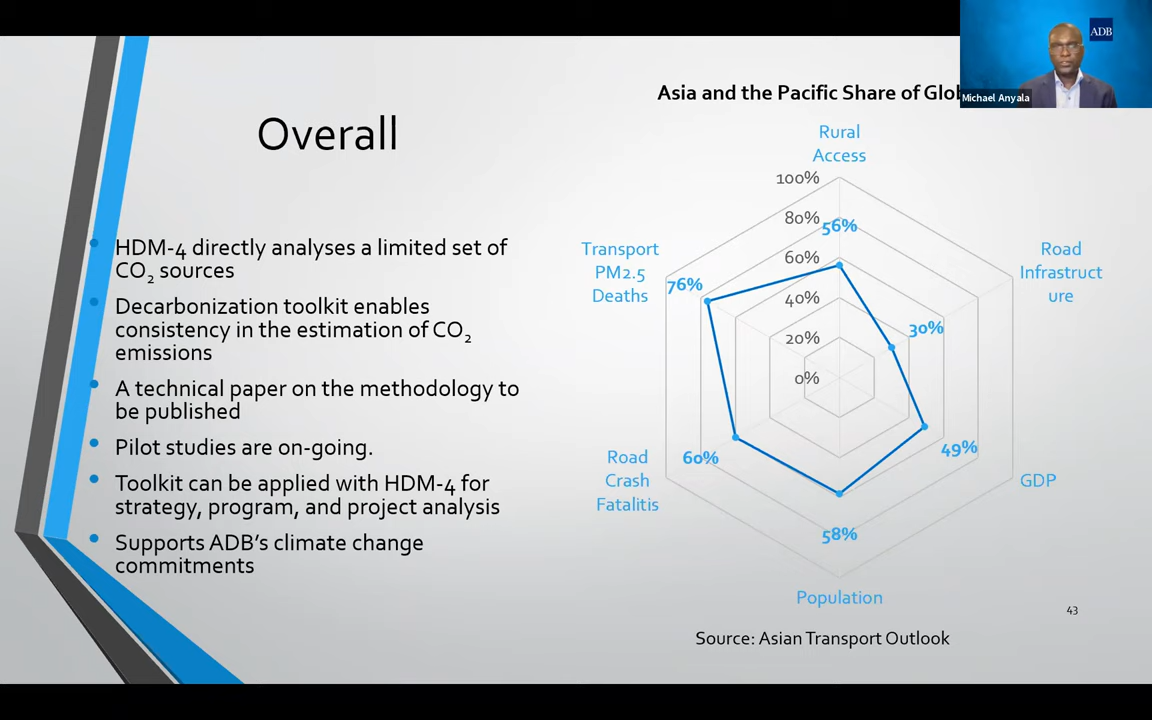 Overall
HDM-4 directly analyses a limited set of
CO₂ sources
Decarbonization toolkit enables
consistency in the estimation of CO₂
emissions
A technical paper on the methodology to
be published
Pilot studies are on-going.
Toolkit can be applied with HDM-4 for
strategy, program, and project analysis
Supports ADB’s climate change
commitments
Asia and the Pacific Share of Glob
Rural
Access
100%
80%
56%
60%
40%
20%
0%
Road
Infrastruct
ure
30%
GDP
49%
Population
58%
Road
Crash
Fatalitis
60%
Transport
PM2.5
Deaths
76%
Source: Asian Transport Outlook
43
ADB
Michael Anyala